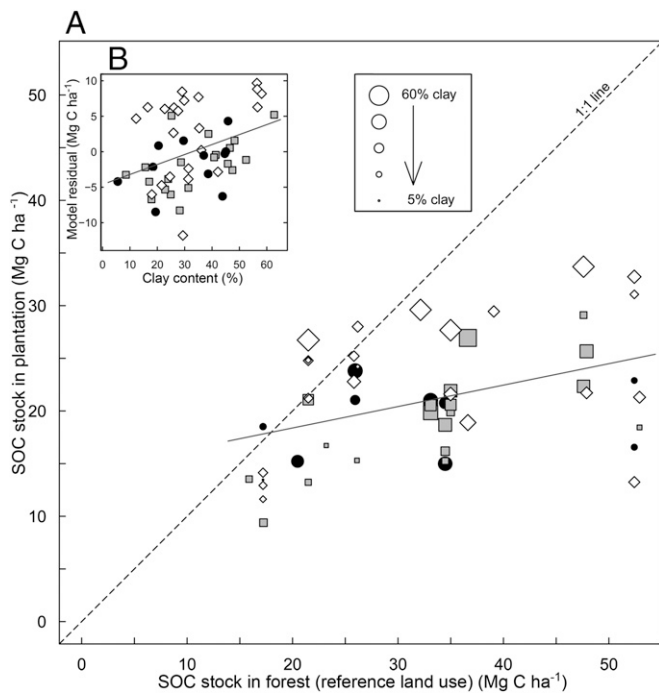 A
B
Model residual (Mg C ha⁻¹)
10
5
0
−5
−10
0 10 20 30 40 50 60
Clay content (%)
60% clay
5% clay
1:1 line
SOC stock in plantation (Mg C ha ⁻¹)
50
40
30
20
10
0
0 10 20 30 40 50
SOC stock in forest (reference land use) (Mg C ha⁻¹)